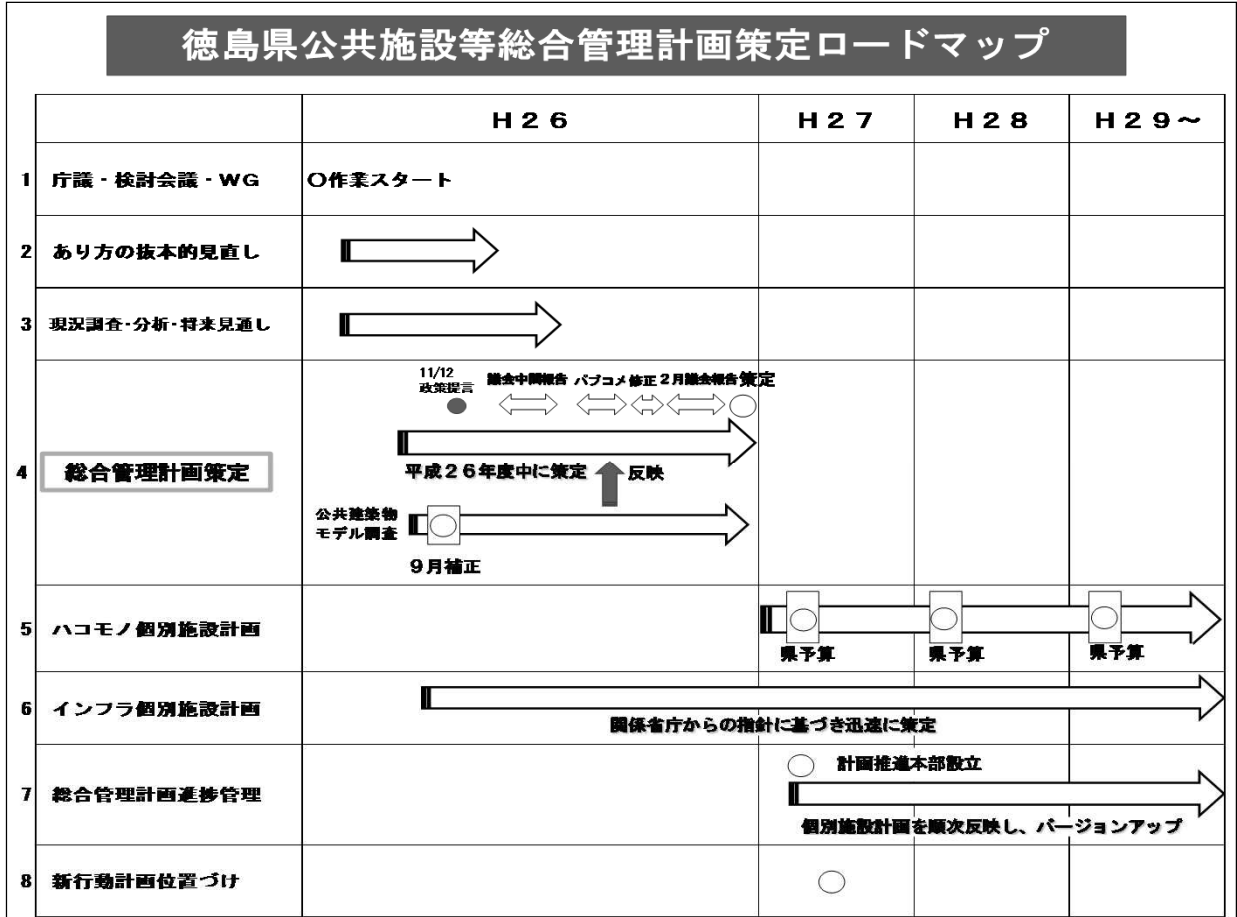 徳島県公共施設等総合管理計画策定ロードマップ
H26 H27 H28 H29～
1 庁議・検討会議・WG 〇作業スタート
2 あり方の抜本的見直し
3 現況調査・分析・将来見通し
11/12
政策提言 議会中間報告 パブコメ 修正 2月議会報告 策定
4 総合管理計画策定
平成26年度中に策定 反映
公共建築物
モデル調査
9月補正
5 ハコモノ個別施設計画
県予算 県予算 県予算
6 インフラ個別施設計画
関係省庁からの指針に基づき迅速に策定
計画推進本部設立
7 総合管理計画進捗管理
個別施設計画を順次反映し、バージョンアップ
8 新行動計画位置づけ